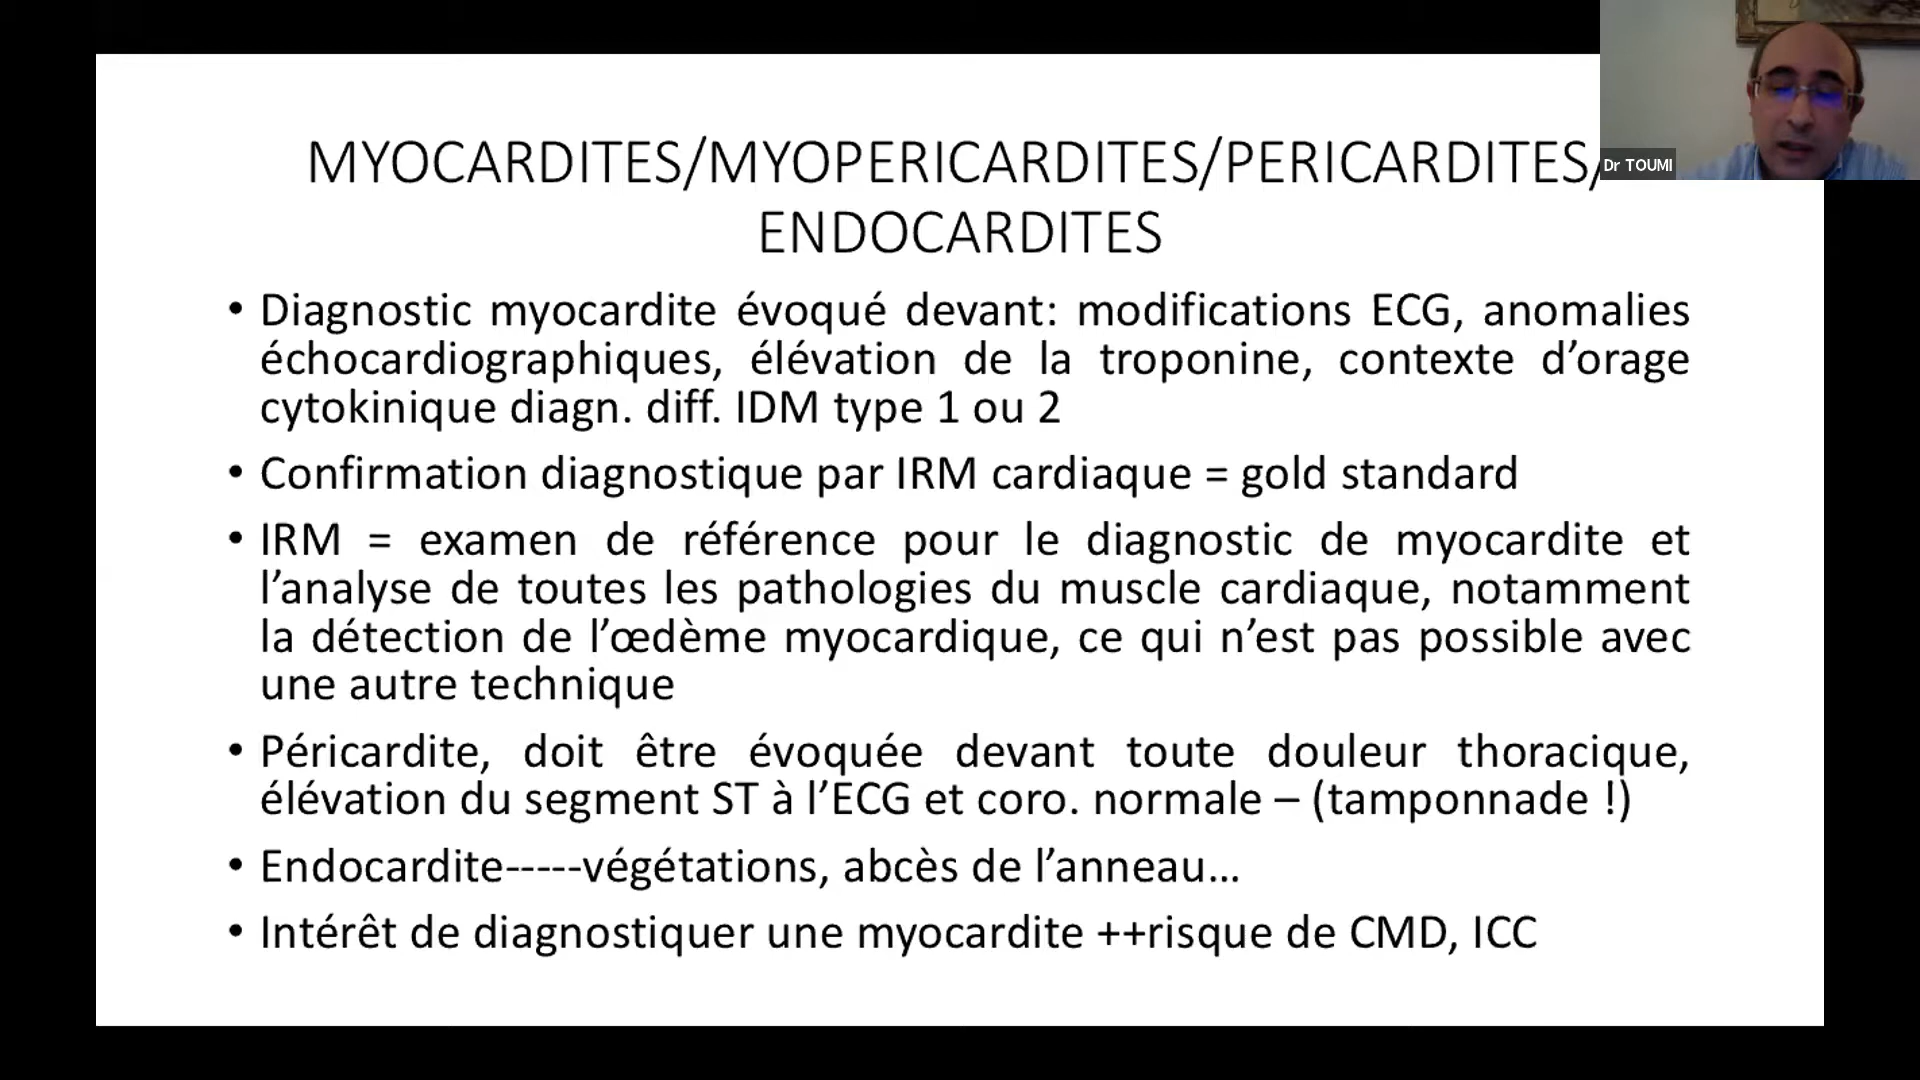 MYOCARDITES/MYOPERICARDITES/PERICARDITES/
ENDOCARDITES
• Diagnostic myocardite évoqué devant: modifications ECG, anomalies
échocardiographiques, élévation de la troponine, contexte d’orage
cytokinique diagn. diff. IDM type 1 ou 2
• Confirmation diagnostique par IRM cardiaque = gold standard
• IRM = examen de référence pour le diagnostic de myocardite et
l’analyse de toutes les pathologies du muscle cardiaque, notamment
la détection de l’œdème myocardique, ce qui n’est pas possible avec
une autre technique
• Péricardite, doit être évoquée devant toute douleur thoracique,
élévation du segment ST à l’ECG et coro. normale – (tamponnade !)
• Endocardite-----végétations, abcès de l’anneau…
• Intérêt de diagnostiquer une myocardite ++risque de CMD, ICC
Dr TOUMI